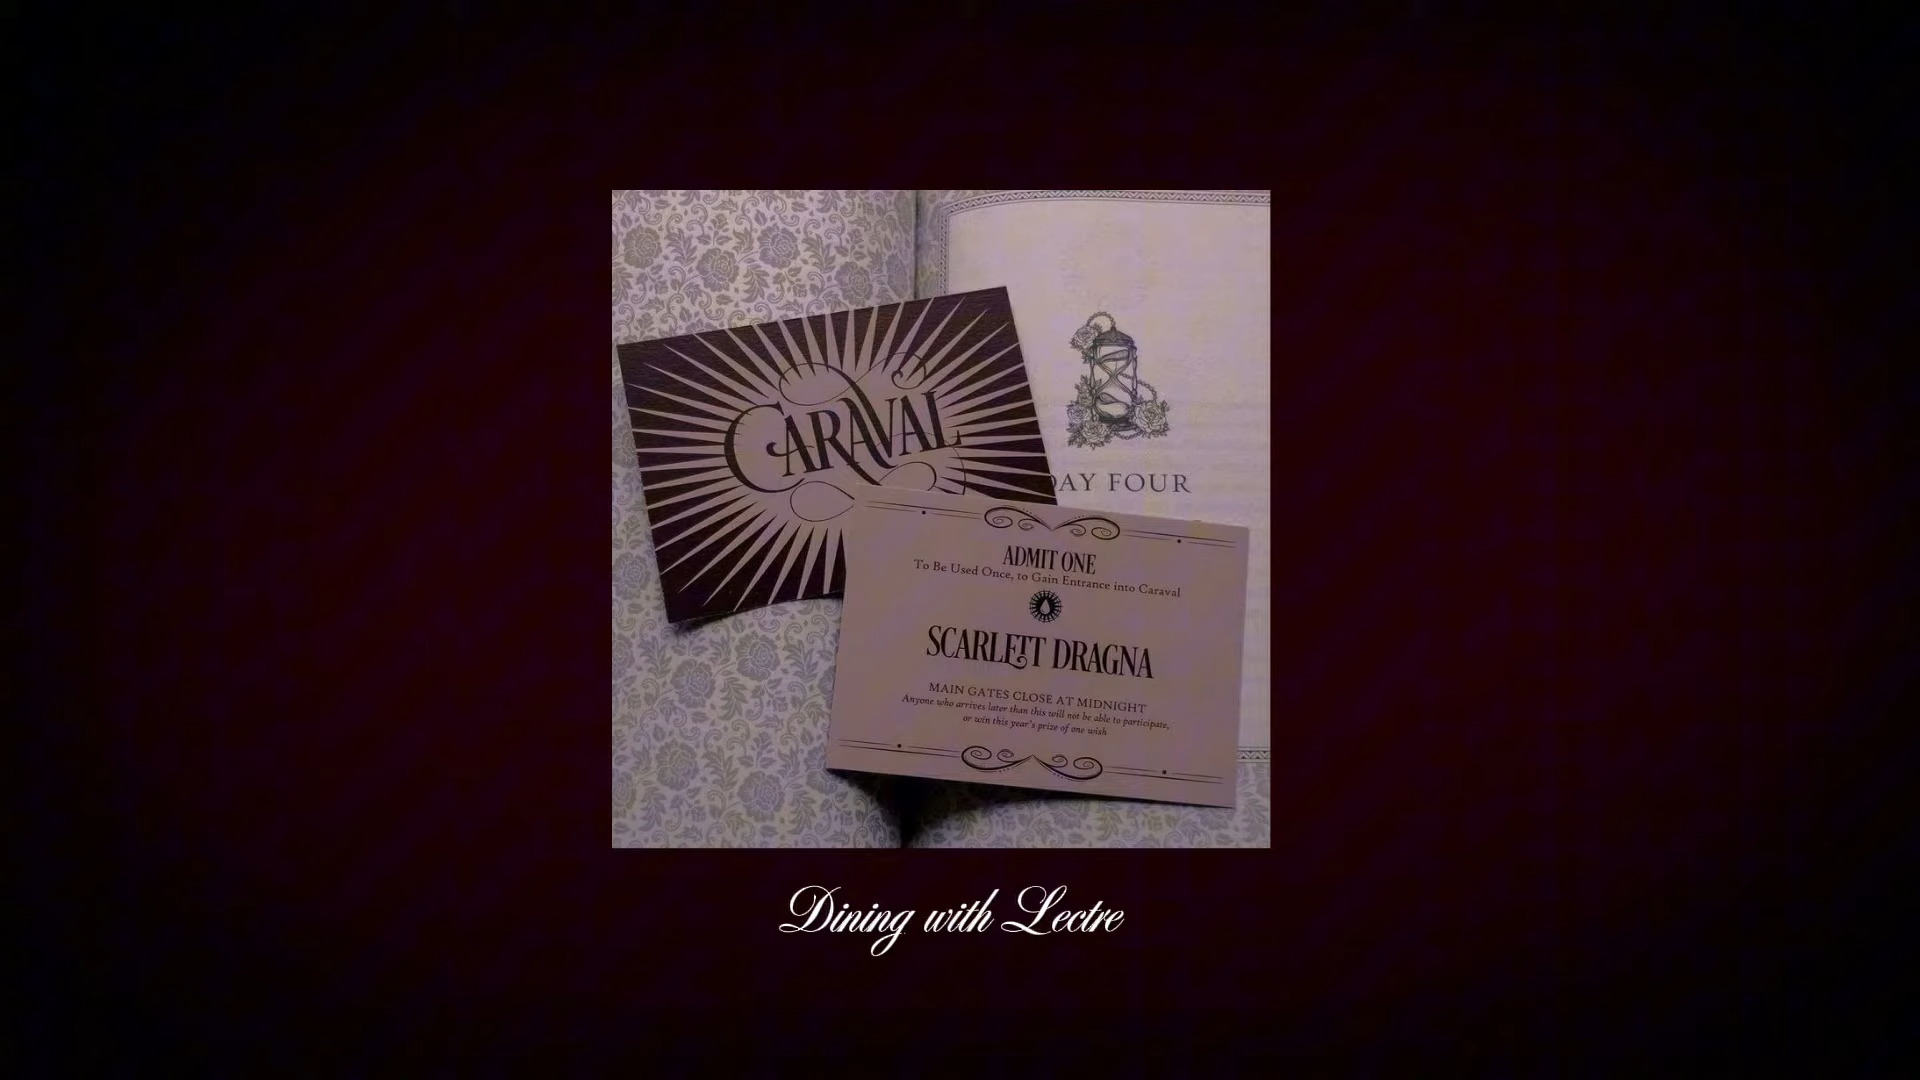 CARAVAL
DAY FOUR
ADMIT ONE
To Be Used Once, to Gain Entrance into Caraval
SCARLETT DRAGNA
MAIN GATES CLOSE AT MIDNIGHT
Anyone who arrives later than this will not be able to participate,
or win this year's prize of one wish
Dining with Lectre